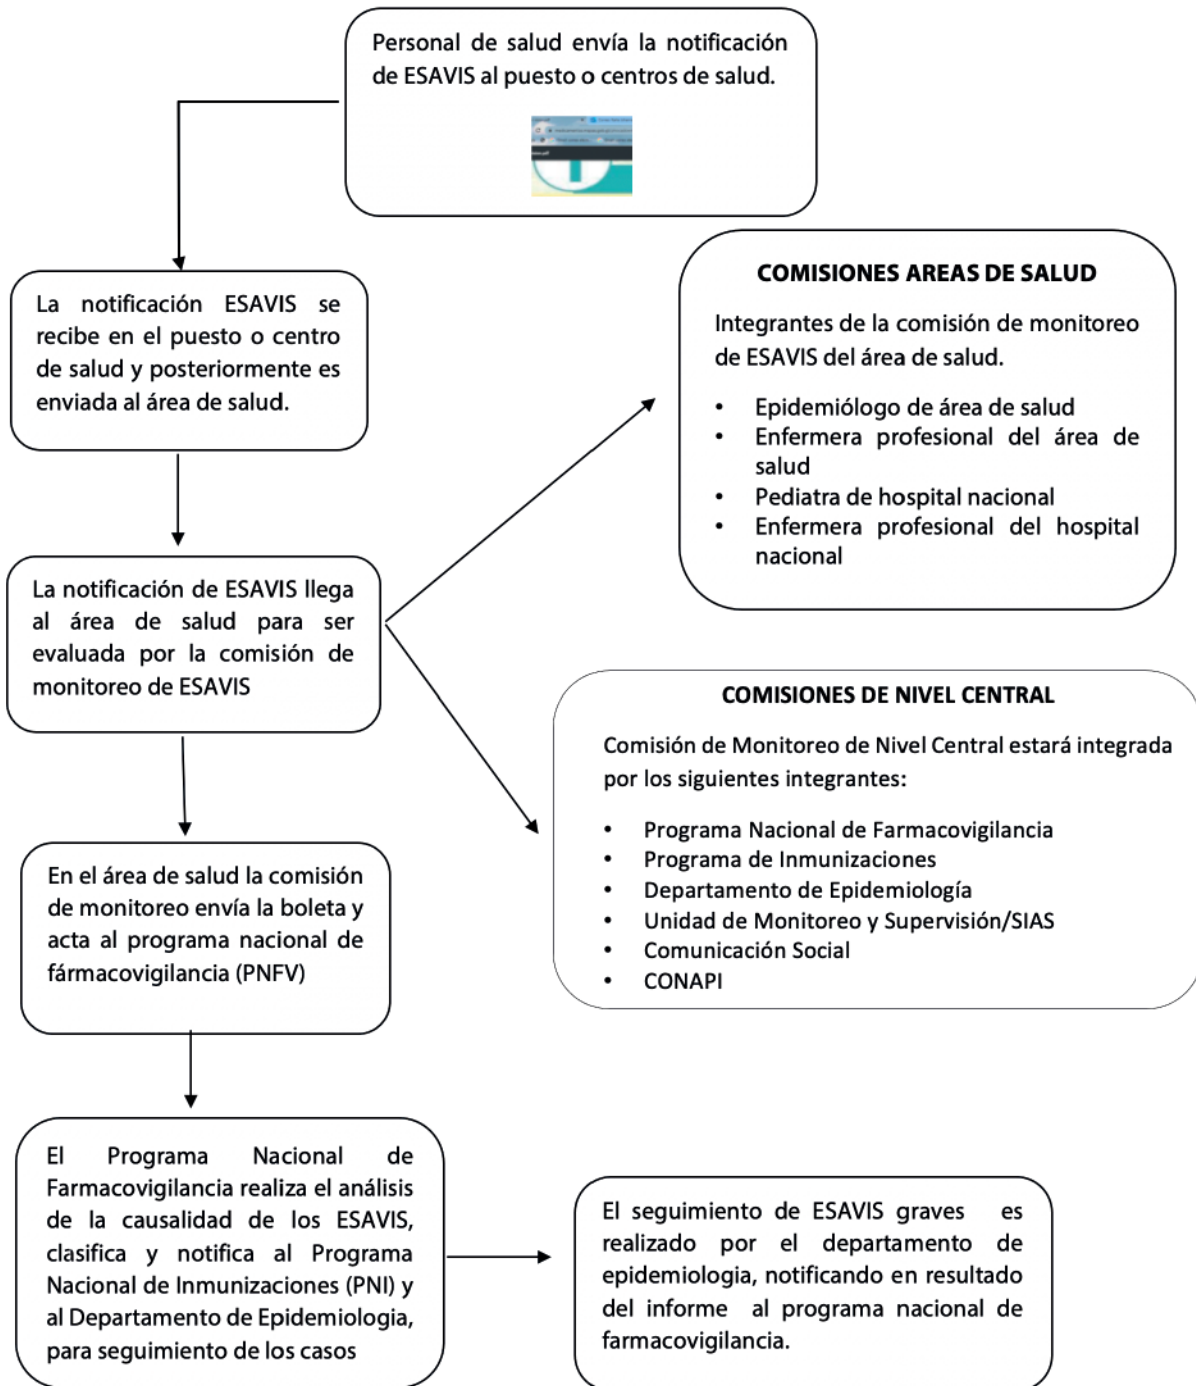 Personal de salud envía la notificación
de ESAVIS al puesto o centros de salud.
La notificación ESAVIS se
recibe en el puesto o centro
de salud y posteriormente es
enviada al área de salud.
COMISIONES AREAS DE SALUD
Integrantes de la comisión de monitoreo
de ESAVIS del área de salud.
• Epidemiólogo de área de salud
• Enfermera profesional del área de
salud
• Pediatra de hospital nacional
• Enfermera profesional del hospital
nacional
La notificación de ESAVIS llega
al área de salud para ser
evaluada por la comisión de
monitoreo de ESAVIS
COMISIONES DE NIVEL CENTRAL
Comisión de Monitoreo de Nivel Central estará integrada
por los siguientes integrantes:
• Programa Nacional de Farmacovigilancia
• Programa de Inmunizaciones
• Departamento de Epidemiología
• Unidad de Monitoreo y Supervisión/SIAS
• Comunicación Social
• CONAPI
En el área de salud la comisión
de monitoreo envía la boleta y
acta al programa nacional de
fármacovigilancia (PNFV)
El Programa Nacional de
Farmacovigilancia realiza el análisis
de la causalidad de los ESAVIS,
clasifica y notifica al Programa
Nacional de Inmunizaciones (PNI) y
al Departamento de Epidemiologia,
para seguimiento de los casos
El seguimiento de ESAVIS graves es
realizado por el departamento de
epidemiologia, notificando en resultado
del informe al programa nacional de
farmacovigilancia.